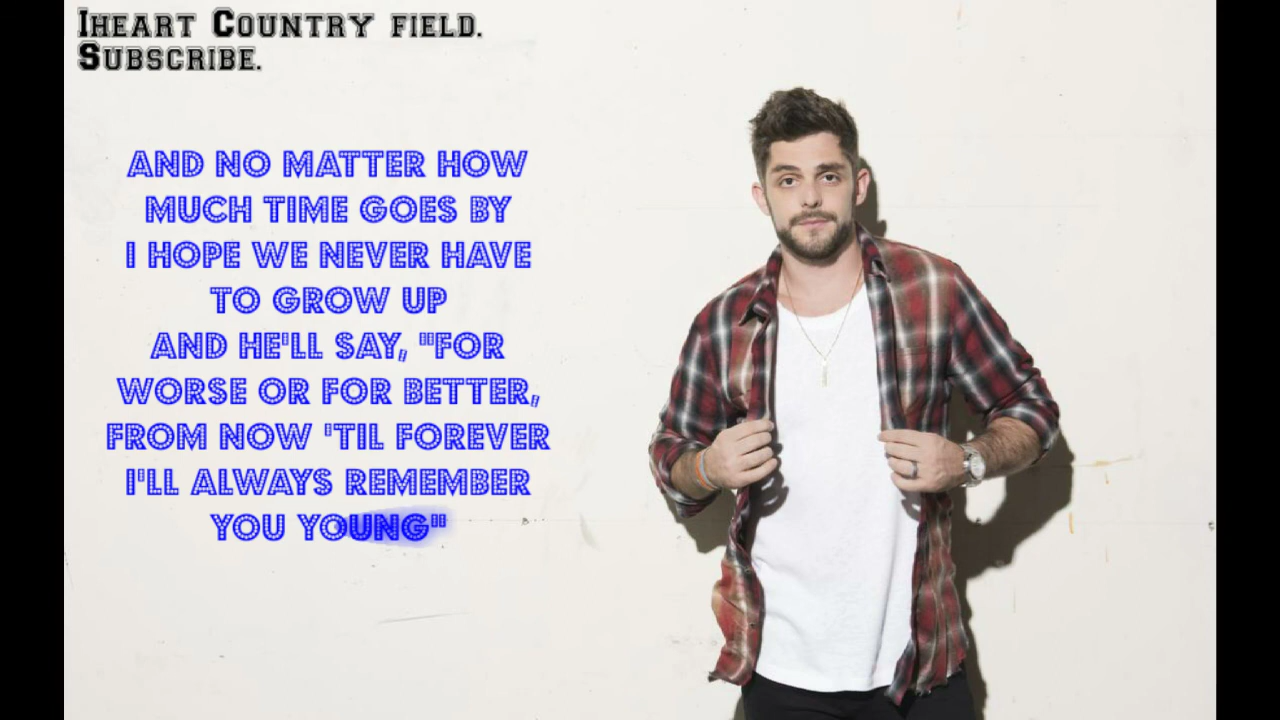 IHEART COUNTRY FIELD.
SUBSCRIBE.
AND NO MATTER HOW
MUCH TIME GOES BY
I HOPE WE NEVER HAVE
TO GROW UP
AND HE'LL SAY, "FOR
WORSE OR FOR BETTER,
FROM NOW 'TIL FOREVER
I'LL ALWAYS REMEMBER
YOU YOUNG"